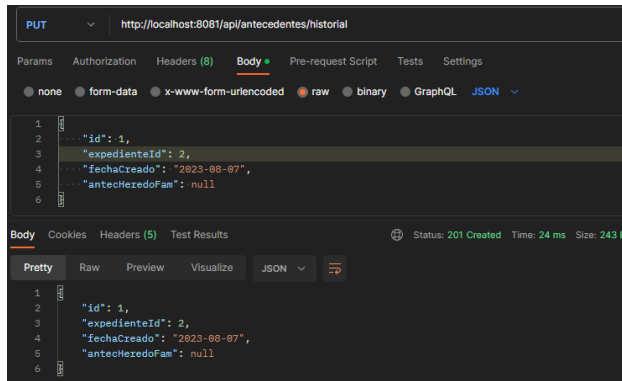 PUT http://localhost:8081/api/antecedentes/historial
Params Authorization Headers (8) Body Pre-request Script Tests Settings
none form-data x-www-form-urlencoded raw binary GraphQL JSON
1 {
2 "id": 1,
3 "expedienteId": 2,
4 "fechaCreado": "2023-08-07",
5 "antecHeredoFam": null
6 }
Body Cookies Headers (5) Test Results Status: 201 Created Time: 24 ms Size: 243
Pretty Raw Preview Visualize JSON
1 {
2 "id": 1,
3 "expedienteId": 2,
4 "fechaCreado": "2023-08-07",
5 "antecHeredoFam": null
6 }